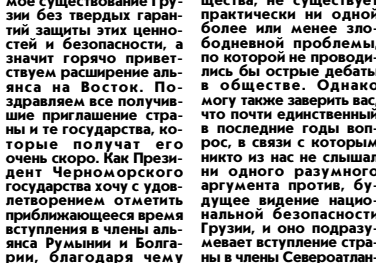 мое существование Гру-
зии без твердых гаран-
тий защиты этих ценно-
стей и безопасности, а
значит горячо привет-
ствуем расширение аль-
янса на Восток. По-
здравляем все получив-
шие приглашение стра-
ны и те государства, ко-
торые получат его
очень скоро. Как Прези-
дент Черноморского
государства хочу с удов-
летворением отметить
приближающееся время
вступления в члены аль-
янса Румынии и Болга-
рии, благодаря чему
щества, не существует
практически ни одной
более или менее зло-
бодневной проблемы,
по которой не проводи-
лись бы острые дебаты
в обществе. Однако
могу также заверить вас,
что почти единственный
в последние годы воп-
рос, в связи с которым
никто из нас не слышал
ни одного разумного
аргумента против, бу-
дущее видение нацио-
нальной безопасности
Грузии, и оно подразу-
мевает вступление стра-
ны в члены Североатлан-